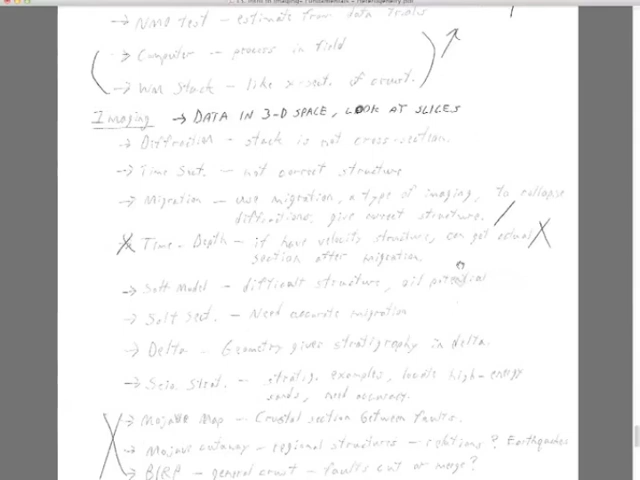 → NMO test - estimate from data trials
→ Computer - process in field
→ WM Stack - like x-sect. of crust.
Imaging → DATA IN 3-D SPACE, LOOK AT SLICES
→ Diffraction - stack is not cross-section.
→ Time Sect. - not correct structure
→ Migration - use migration, a type of imaging, to collapse
diffractions, give correct structure.
→ Time-Depth - if have velocity structure, can get actual
section after migration.
→ Salt Model - difficult structure, oil potential
→ Salt Sect. - Need accurate migration
→ Delta - Geometry gives stratigraphy in delta.
→ Seis. Strat. - stratig. examples, locate high-energy
sands, need accuracy.
→ Mojave Map - Crustal section between faults.
→ Mojave cutaway - regional structures - relations? Earthquakes
→ BIRP - general crust - faults cut or merge?